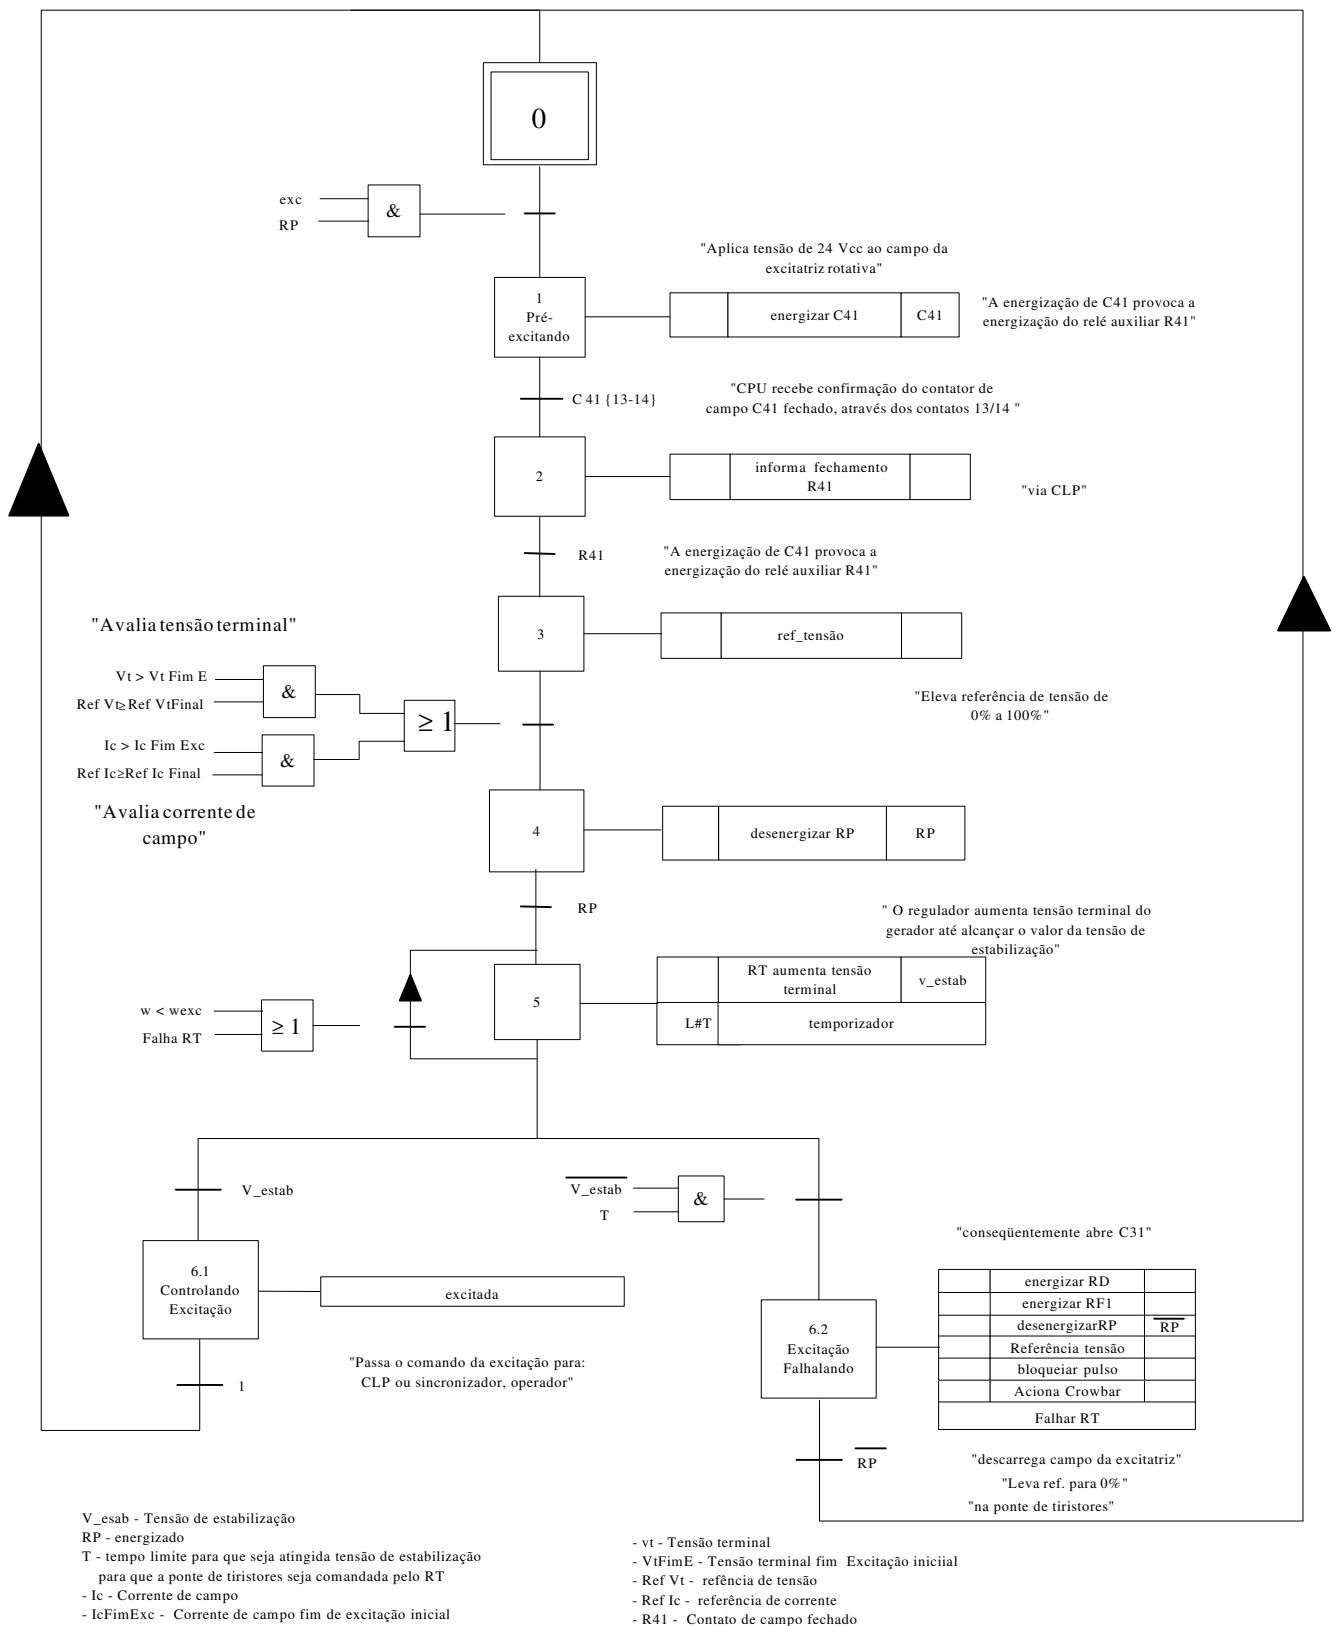 0
exc
RP
&
"Aplica tensão de 24 Vcc ao campo da
excitatriz rotativa"
1
Pré-
excitando
energizar C41
C41
"A energização de C41 provoca a
energização do relé auxiliar R41"
C 41 {13-14}
"CPU recebe confirmação do contator de
campo C41 fechado, através dos contatos 13/14 "
2
informa fechamento
R41
"via CLP"
R41
"A energização de C41 provoca a
energização do relé auxiliar R41"
3
ref_tensão
"Avalia tensão terminal"
Vt > Vt Fim E
Ref Vt≥Ref VtFinal
&
Ic > Ic Fim Exc
Ref Ic≥Ref Ic Final
&
≥ 1
"Avalia corrente de
campo"
"Eleva referência de tensão de
0% a 100%"
4
desenergizar RP
RP
RP
" O regulador aumenta tensão terminal do
gerador até alcançar o valor da tensão de
estabilização"
5
RT aumenta tensão
terminal
v_estab
L#T
temporizador
w < wexc
Falha RT
≥ 1
V_estab
V_estab
T
&
6.1
Controlando
Excitação
excitada
"Passa o comando da excitação para:
CLP ou sincronizador, operador"
1
"conseqüentemente abre C31"
6.2
Excitação
Falhalando
energizar RD
energizar RF1
desenergizarRP
RP
Referência tensão
bloqueiar pulso
Aciona Crowbar
Falhar RT
RP
"descarrega campo da excitatriz"
"Leva ref. para 0%"
"na ponte de tiristores"
V_esab - Tensão de estabilização
RP - energizado
T - tempo limite para que seja atingida tensão de estabilização
para que a ponte de tiristores seja comandada pelo RT
- Ic - Corrente de campo
- IcFimExc - Corrente de campo fim de excitação inicial
- vt - Tensão terminal
- VtFimE - Tensão terminal fim Excitação iniciial
- Ref Vt - refência de tensão
- Ref Ic - referência de corrente
- R41 - Contato de campo fechado